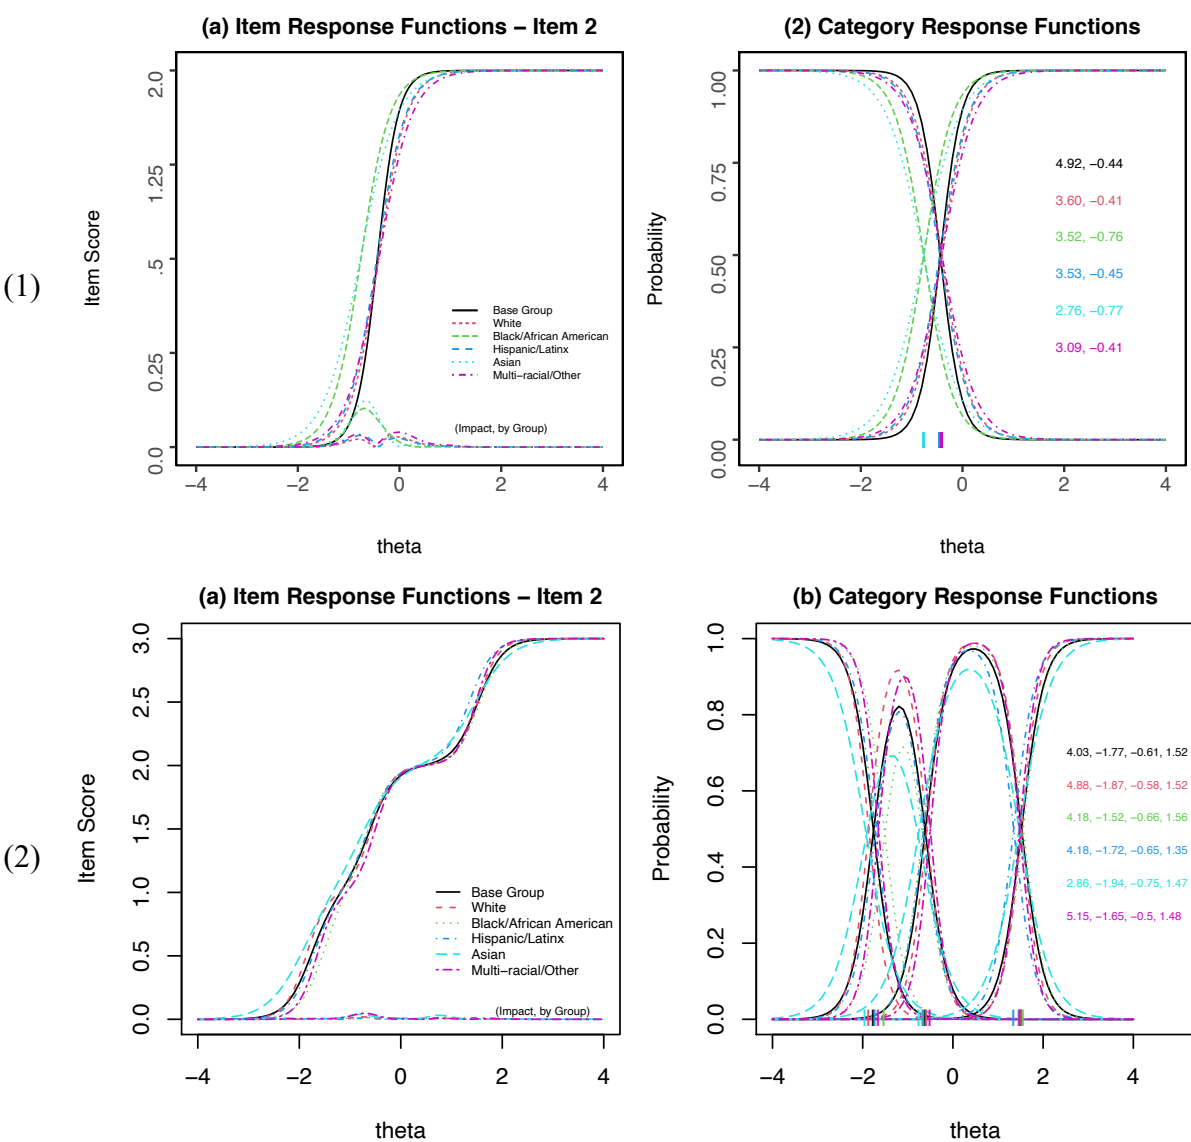 (1)
(a) Item Response Functions – Item 2
Item Score
2.0
1.25
.5
0.25
0.0
Base Group
White
Black/African American
Hispanic/Latinx
Asian
Multi−racial/Other
(Impact, by Group)
−4 −2 0 2 4
theta
(2) Category Response Functions
Probability
1.00
0.75
0.50
0.25
0.00
4.92, −0.44
3.60, −0.41
3.52, −0.76
3.53, −0.45
2.76, −0.77
3.09, −0.41
−4 −2 0 2 4
theta
(2)
(a) Item Response Functions – Item 2
Item Score
3.0
2.5
2.0
1.5
1.0
0.5
0.0
Base Group
White
Black/African American
Hispanic/Latinx
Asian
Multi−racial/Other
(Impact, by Group)
−4 −2 0 2 4
theta
(b) Category Response Functions
Probability
1.0
0.8
0.6
0.4
0.2
0.0
4.03, −1.77, −0.61, 1.52
4.88, −1.87, −0.58, 1.52
4.18, −1.52, −0.66, 1.56
4.18, −1.72, −0.65, 1.35
2.86, −1.94, −0.75, 1.47
5.15, −1.65, −0.5, 1.48
−4 −2 0 2 4
theta